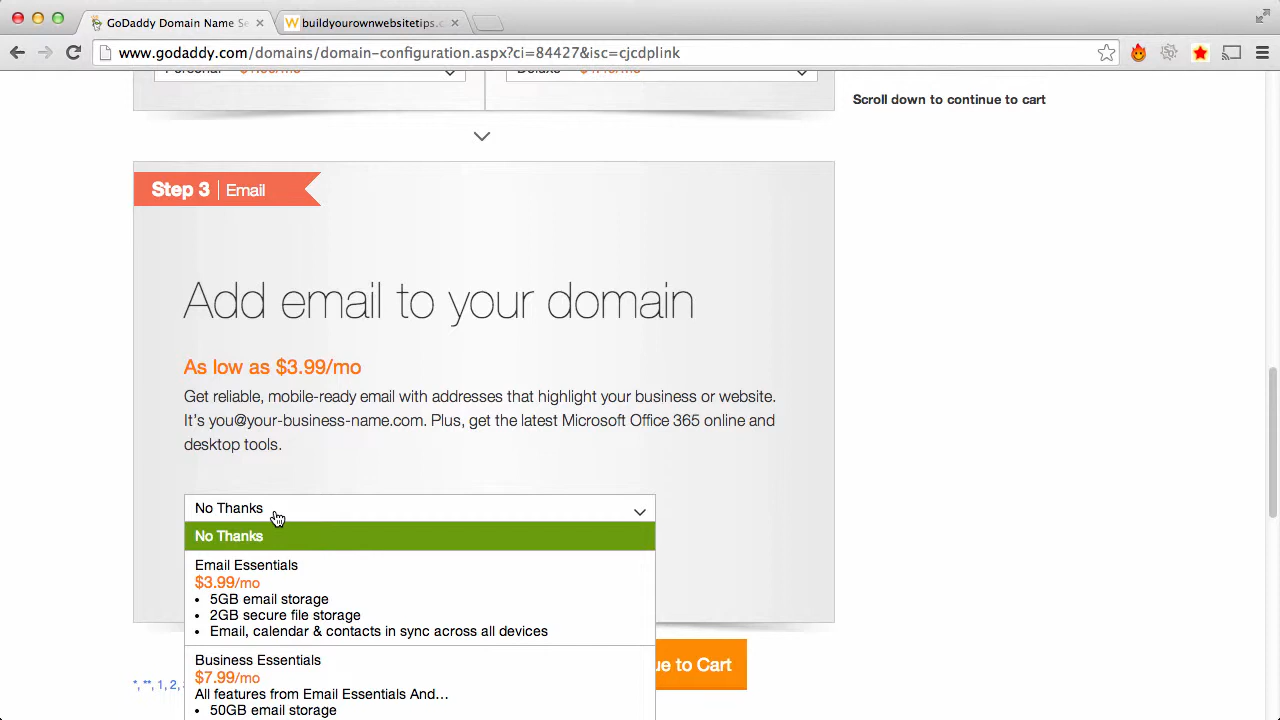 GoDaddy Domain Name Se
buildyourownwebsitetips.c
www.godaddy.com/domains/domain-configuration.aspx?ci=84427&isc=cjcdplink
Scroll down to continue to cart
Step 3 | Email
Add email to your domain
As low as $3.99/mo
Get reliable, mobile-ready email with addresses that highlight your business or website.
It's you@your-business-name.com. Plus, get the latest Microsoft Office 365 online and
desktop tools.
No Thanks
No Thanks
Email Essentials
$3.99/mo
• 5GB email storage
• 2GB secure file storage
• Email, calendar & contacts in sync across all devices
Business Essentials
$7.99/mo
All features from Email Essentials And...
• 50GB email storage
ue to Cart
*, **, 1, 2,